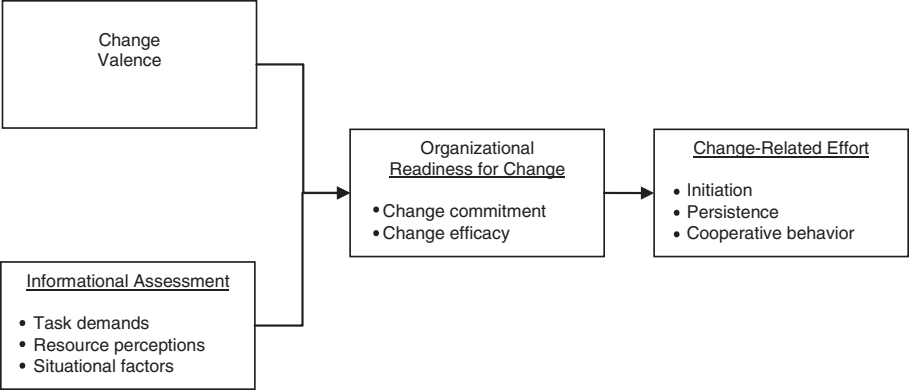 Change
Valence
Organizational
Readiness for Change
• Change commitment
• Change efficacy
Change-Related Effort
• Initiation
• Persistence
• Cooperative behavior
Informational Assessment
• Task demands
• Resource perceptions
• Situational factors